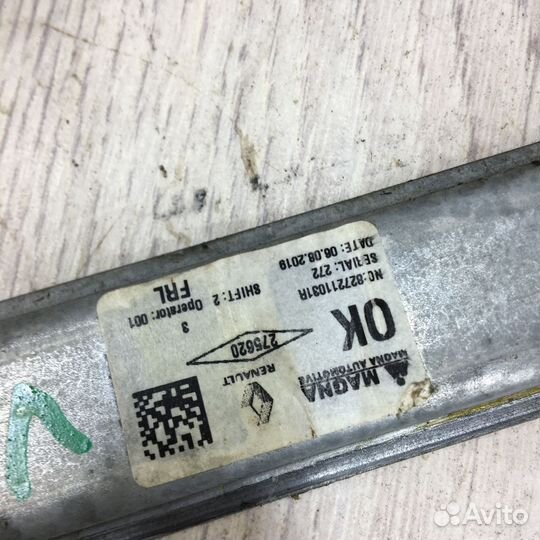 MAGNA
MAGNA AUTOMOTIVE
RENAULT
OK
275620
NO:827211031R
SERIAL: 272
DATE: 06.08.2019
3
SHIFT: 2 Operator: 001
FRL
Avito